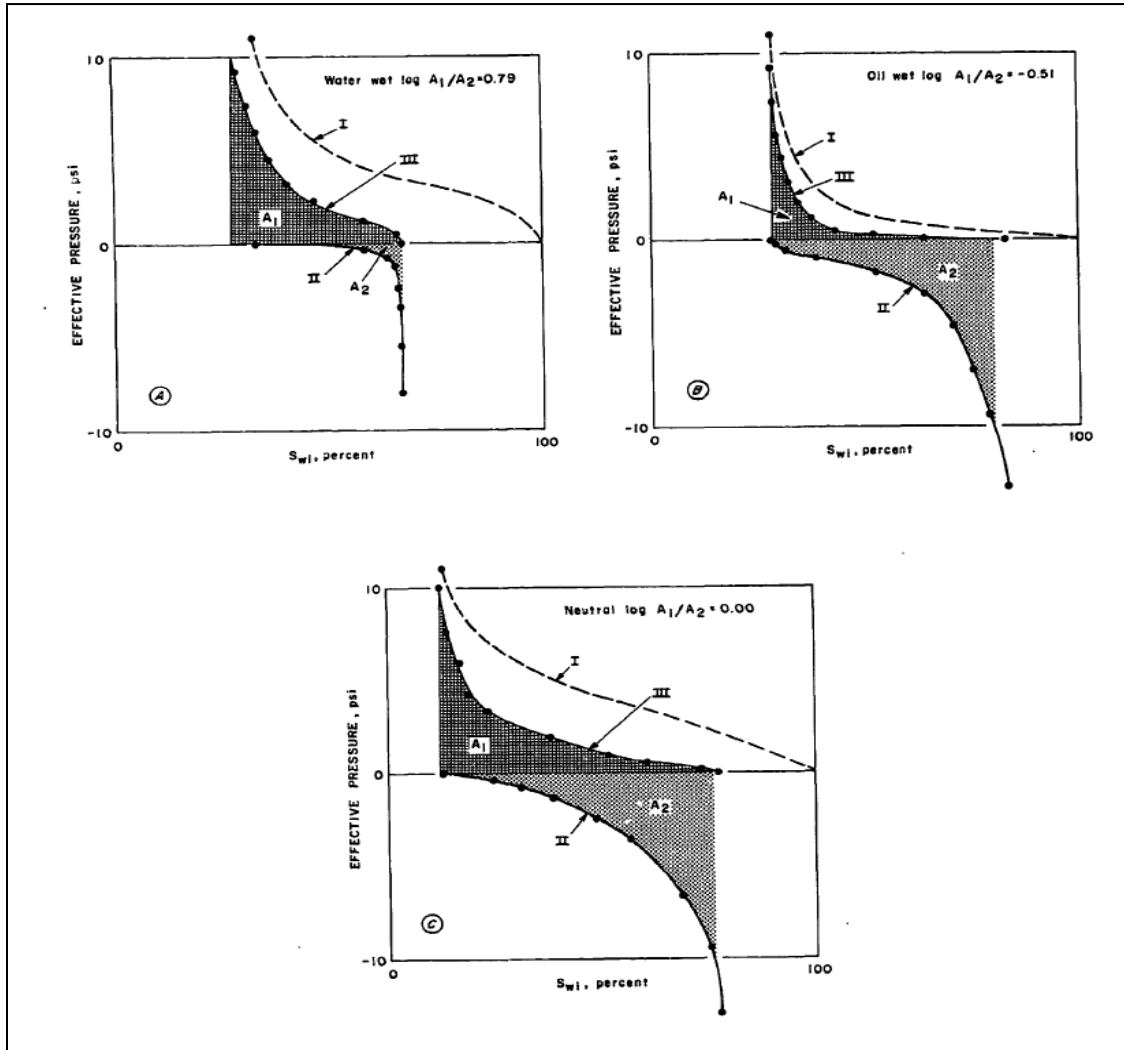 10
Water wet log A₁/A₂=0.79
I
III
A₁
0
II
A₂
EFFECTIVE PRESSURE, psi
A
-10
0
100
Swi, percent
10
Oil wet log A₁/A₂=-0.51
I
III
A₁
0
A₂
II
EFFECTIVE PRESSURE, psi
B
-10
0
100
Swi, percent
10
Neutral log A₁/A₂=0.00
I
III
A₁
0
A₂
II
EFFECTIVE PRESSURE, psi
C
-10
0
100
Swi, percent